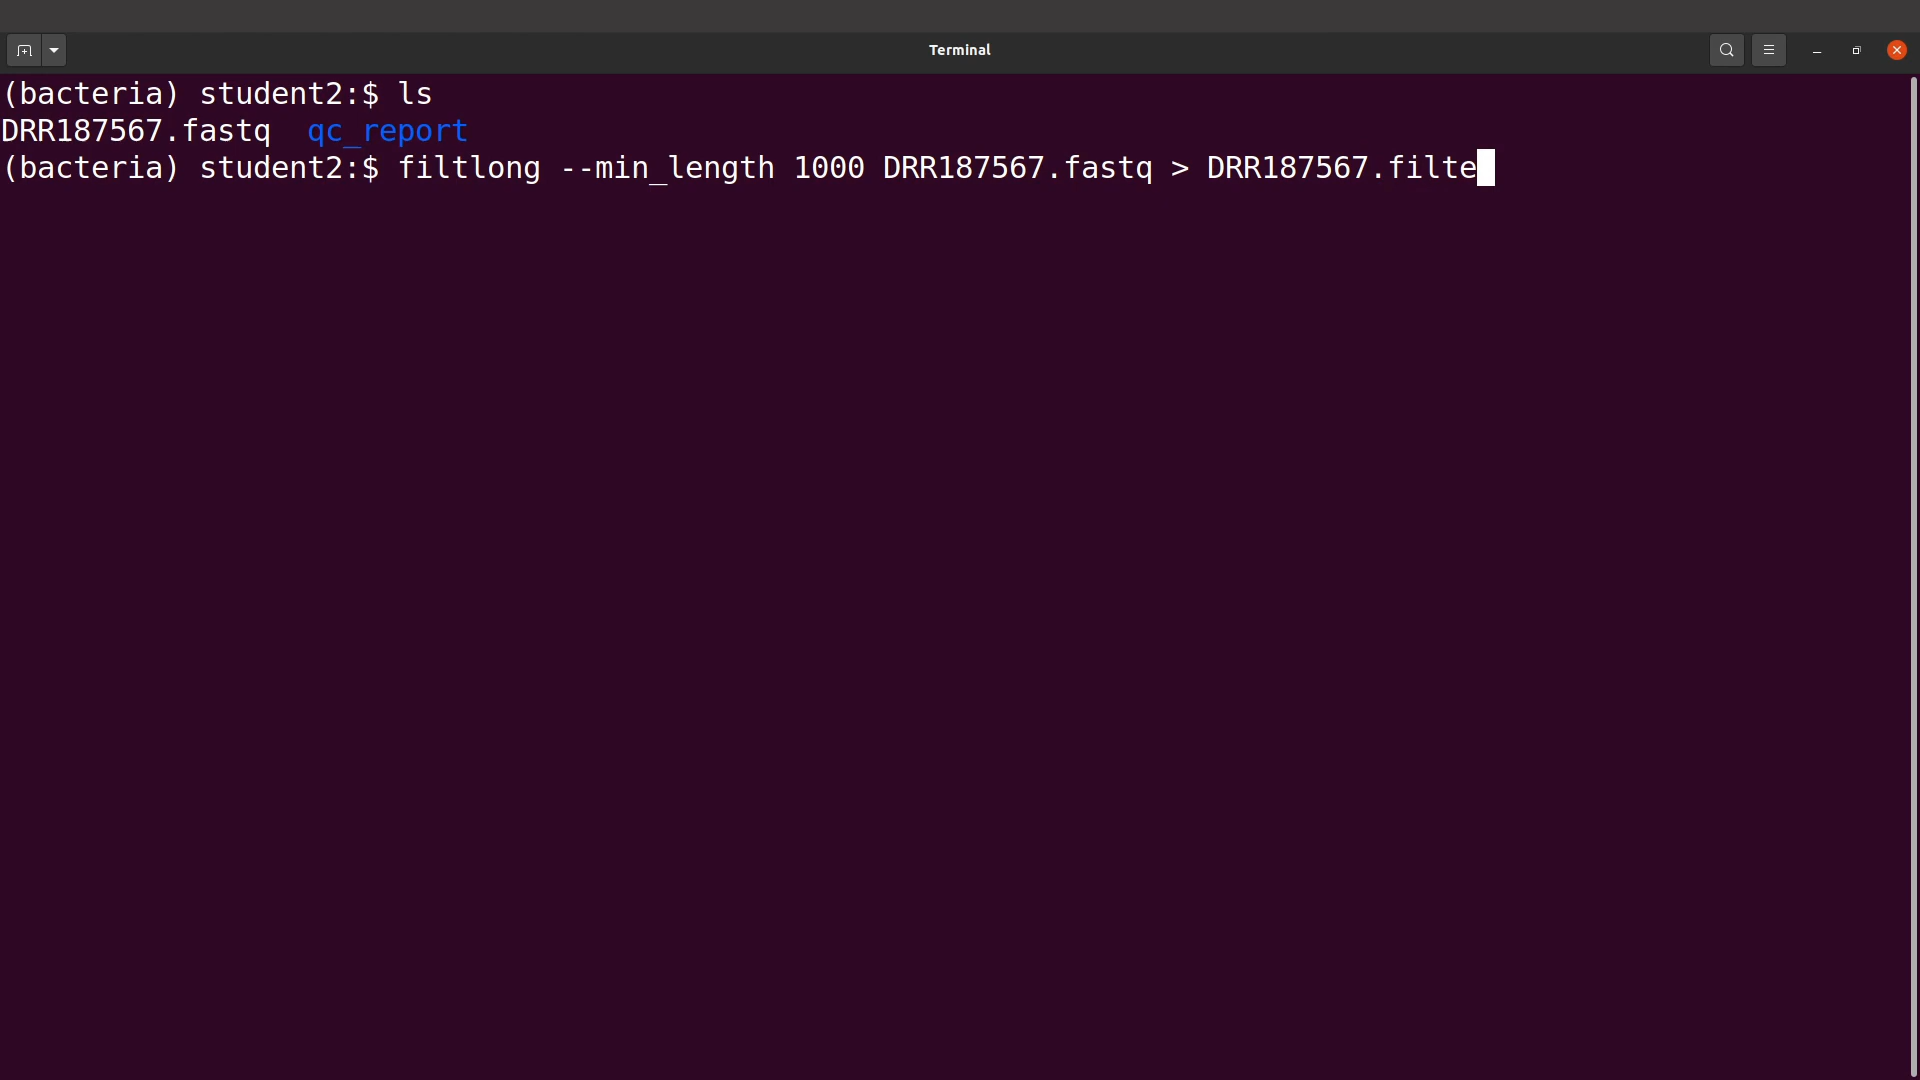 Terminal
(bacteria) student2:$ ls
DRR187567.fastq  qc_report
(bacteria) student2:$ filtlong --min_length 1000 DRR187567.fastq > DRR187567.filte